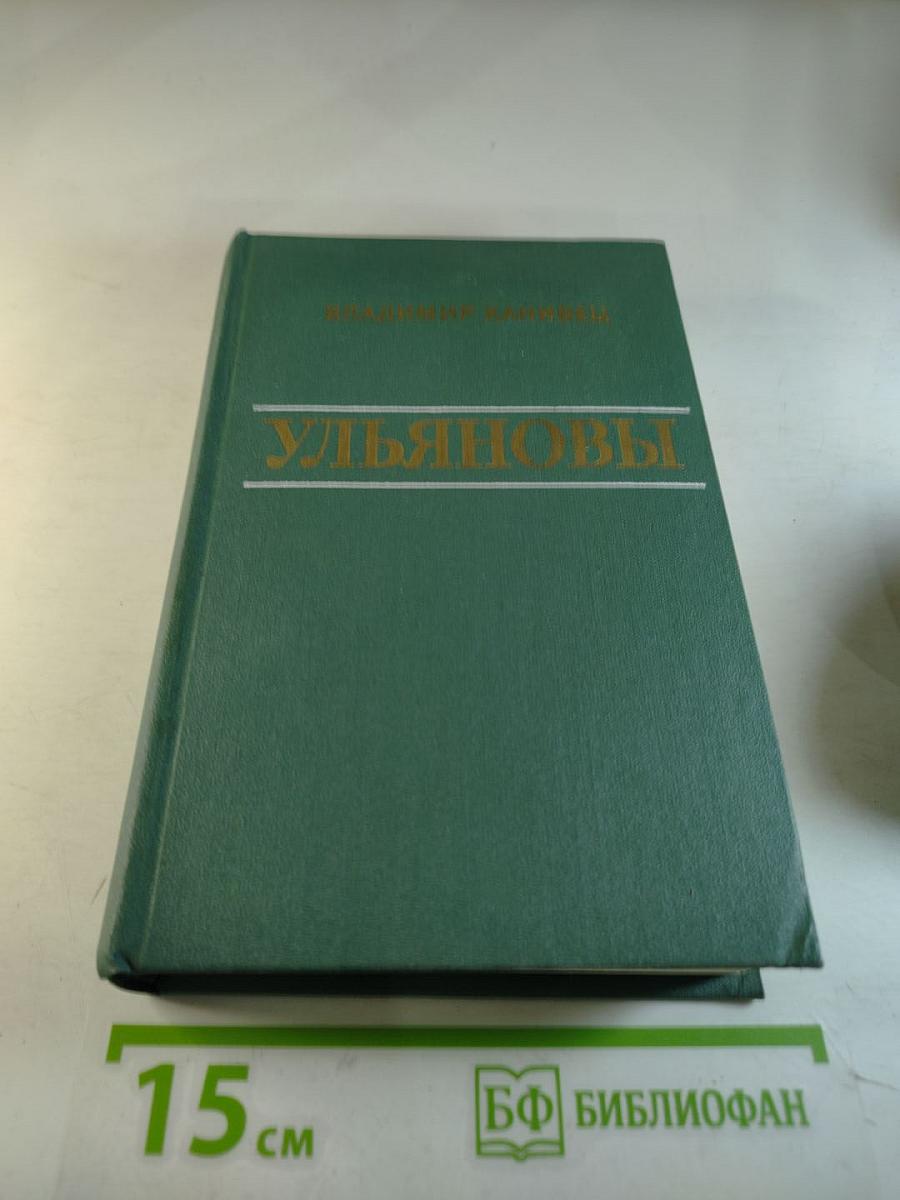 ВЛАДИМИР КАНИВЕЦ
УЛЬЯНОВЫ
15 см
БФ БИБЛИОФАН